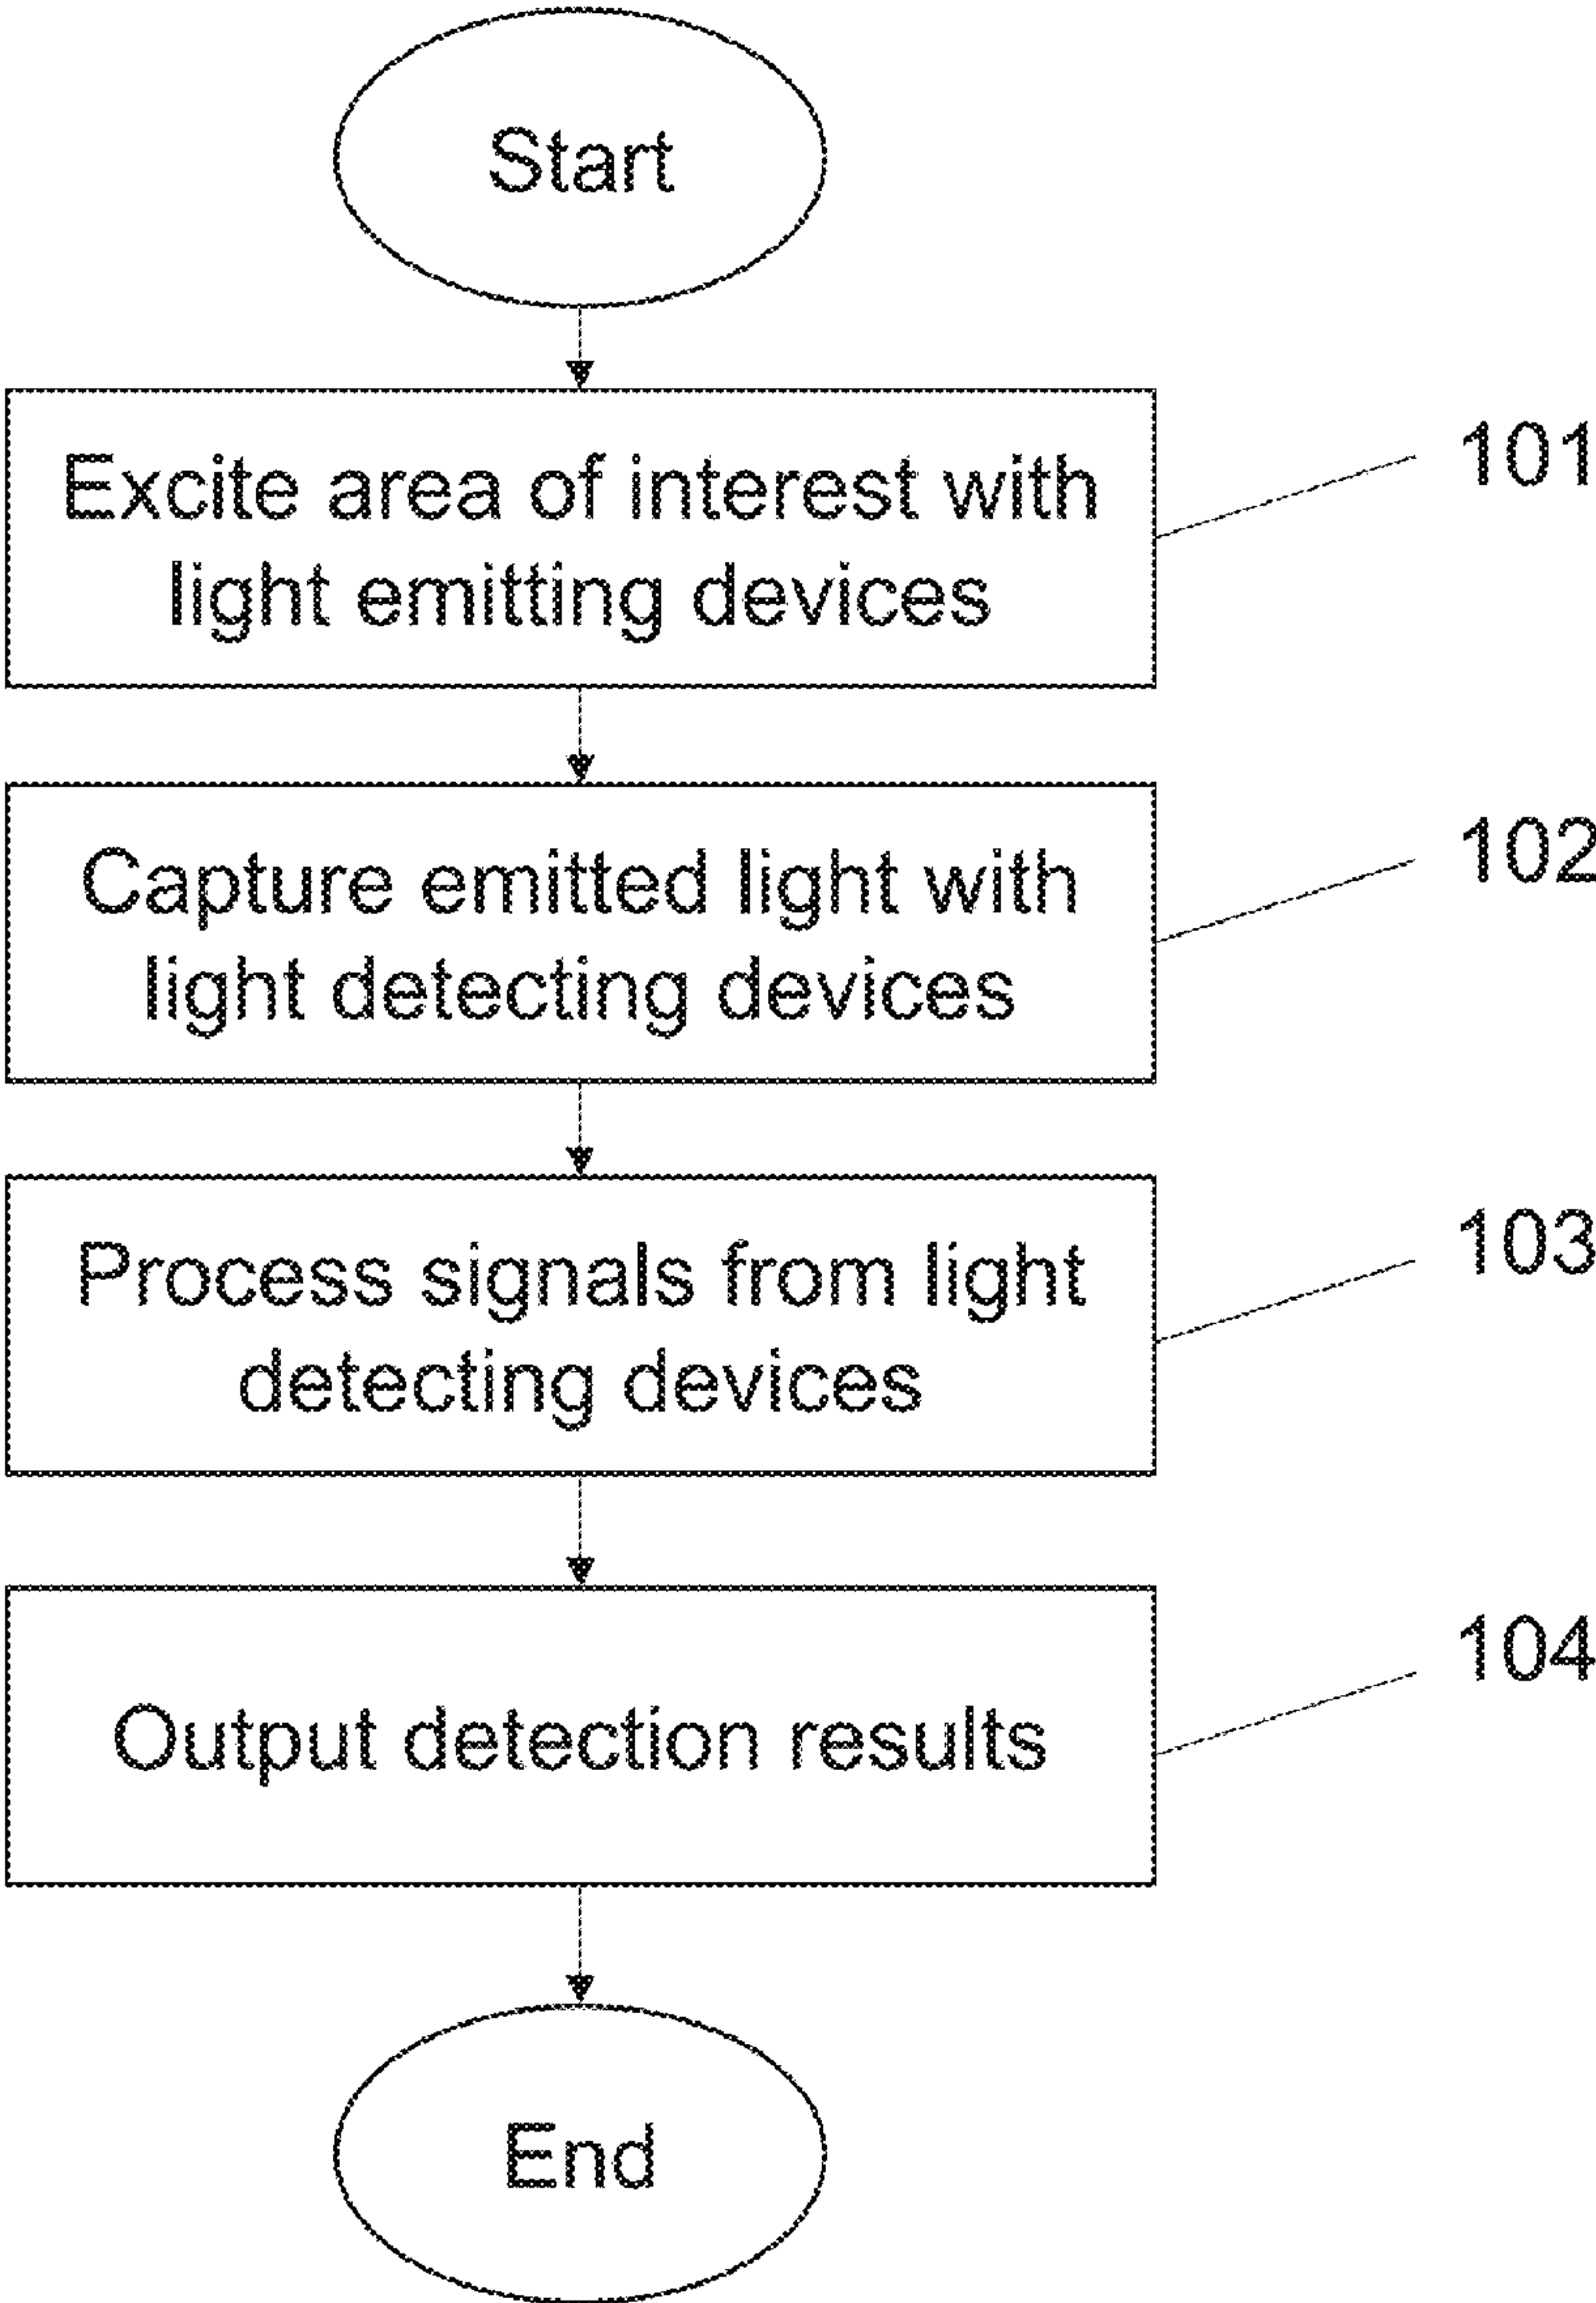 Start
Excite area of interest with
light emitting devices
101
Capture emitted light with
light detecting devices
102
Process signals from light
detecting devices
103
Output detection results
104
End